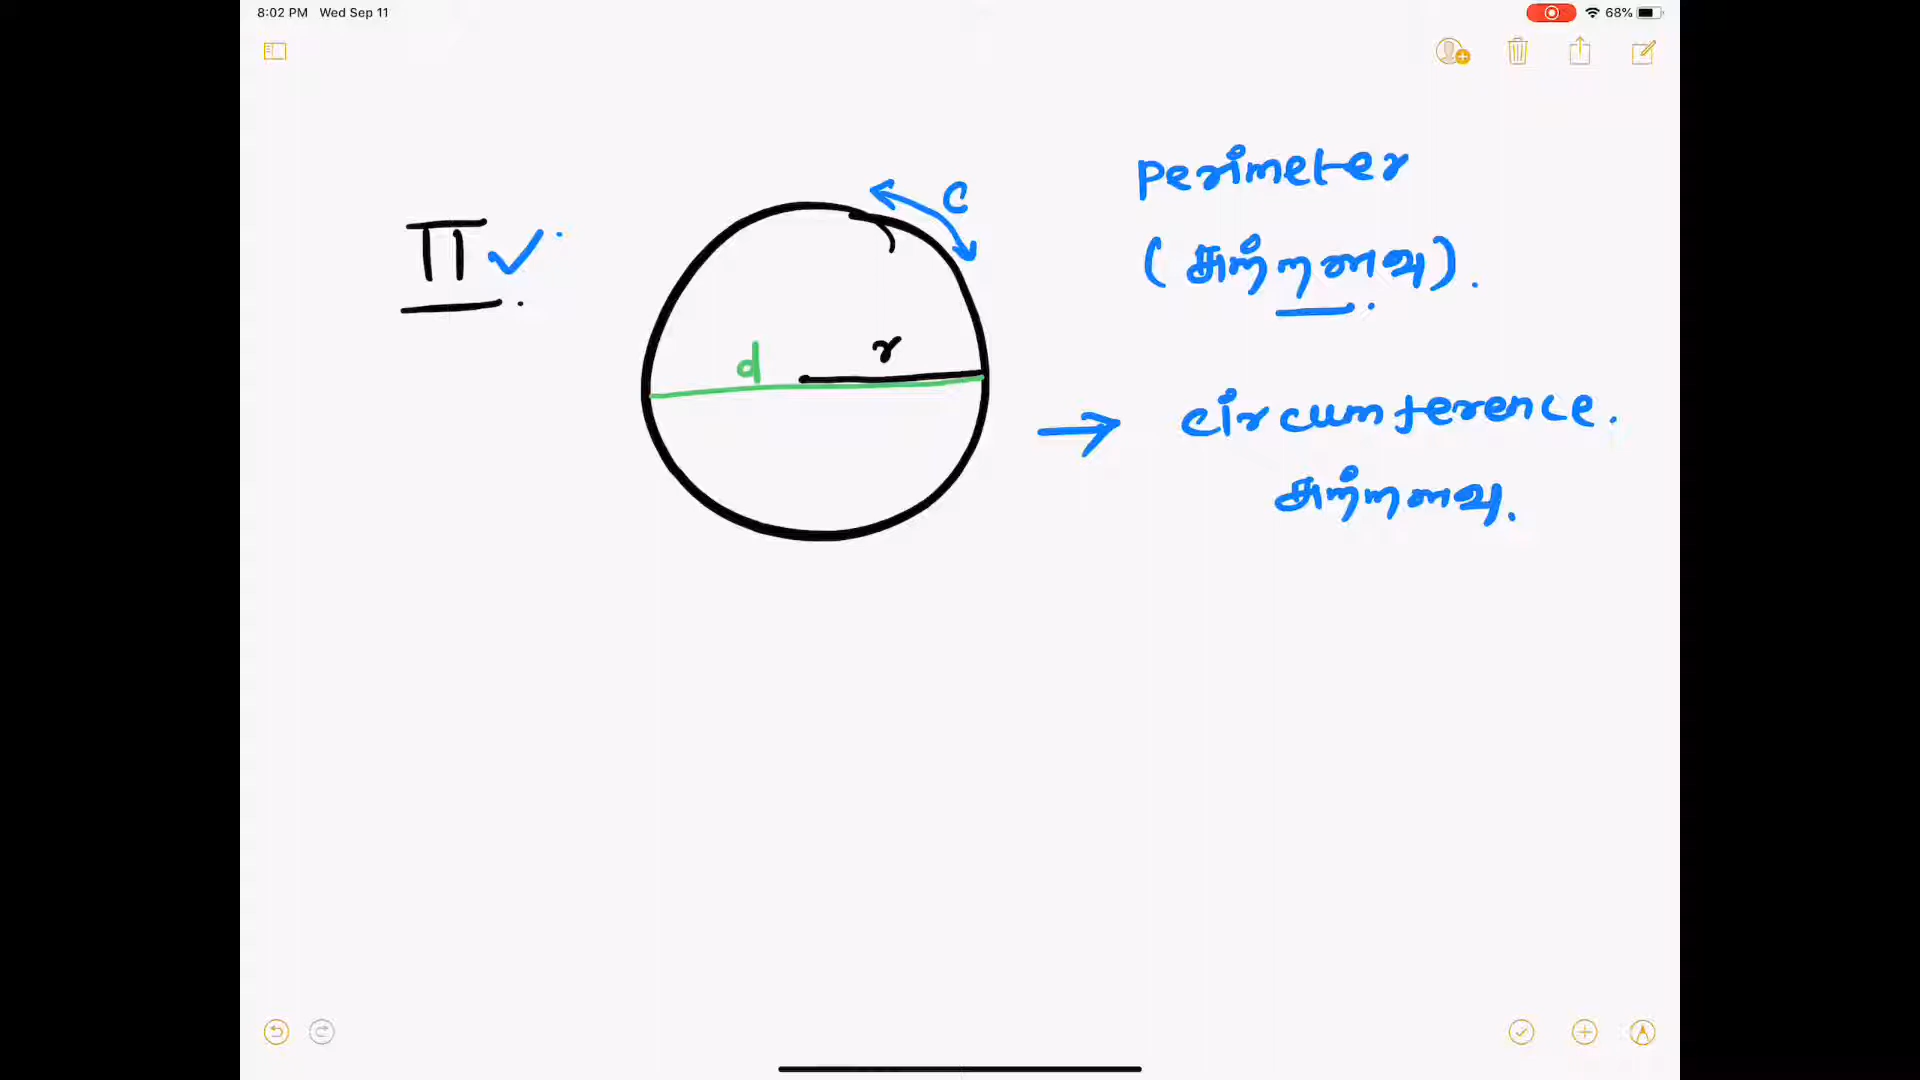 8:02 PM Wed Sep 11
68%
π
C
d
r
Perimeter
(சுற்றளவு).
→ circumference.
சுற்றளவு.